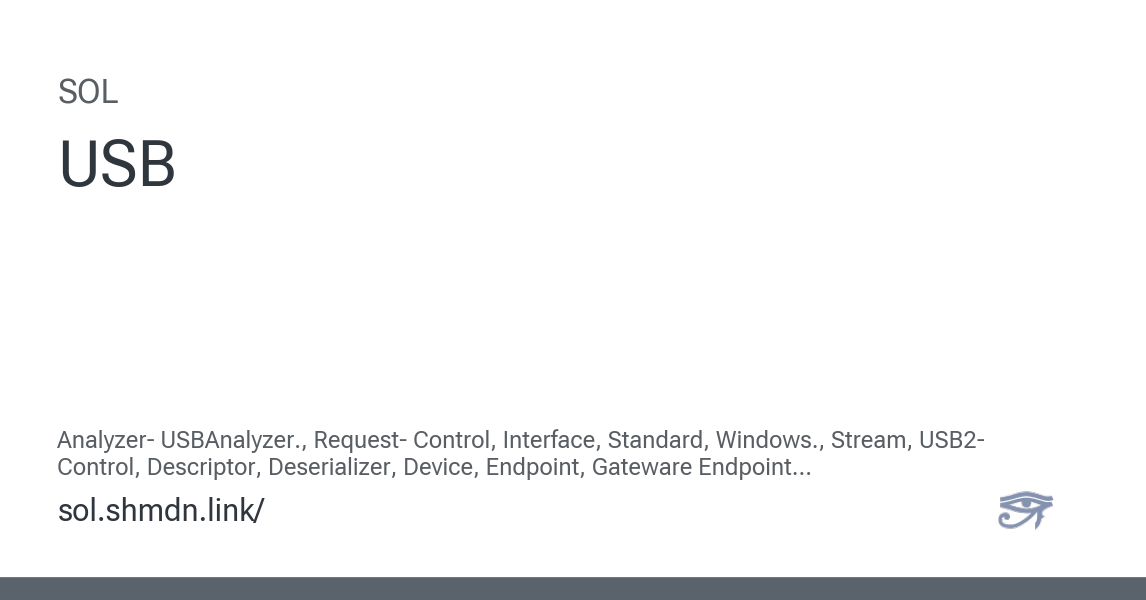 SOL
USB
Analyzer- USBAnalyzer., Request- Control, Interface, Standard, Windows., Stream, USB2-
Control, Descriptor, Deserializer, Device, Endpoint, Gateware Endpoint...
sol.shmdn.link/